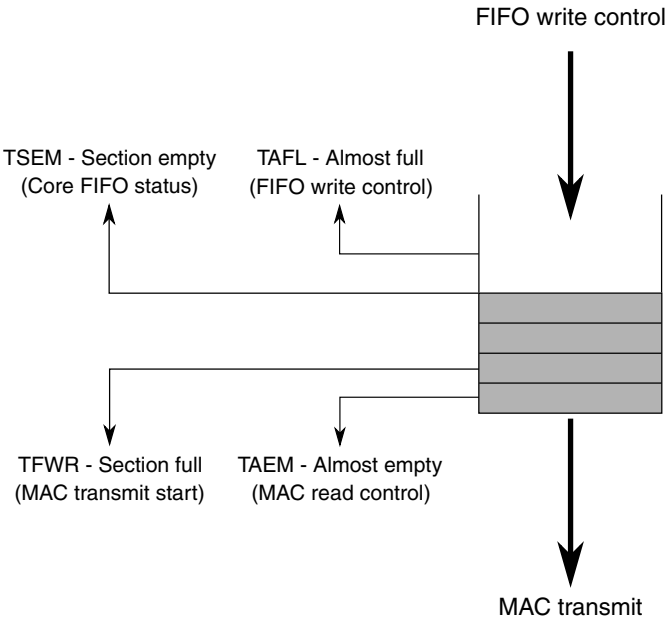 FIFO write control
TSEM - Section empty
(Core FIFO status)
TAFL - Almost full
(FIFO write control)
TFWR - Section full
(MAC transmit start)
TAEM - Almost empty
(MAC read control)
MAC transmit